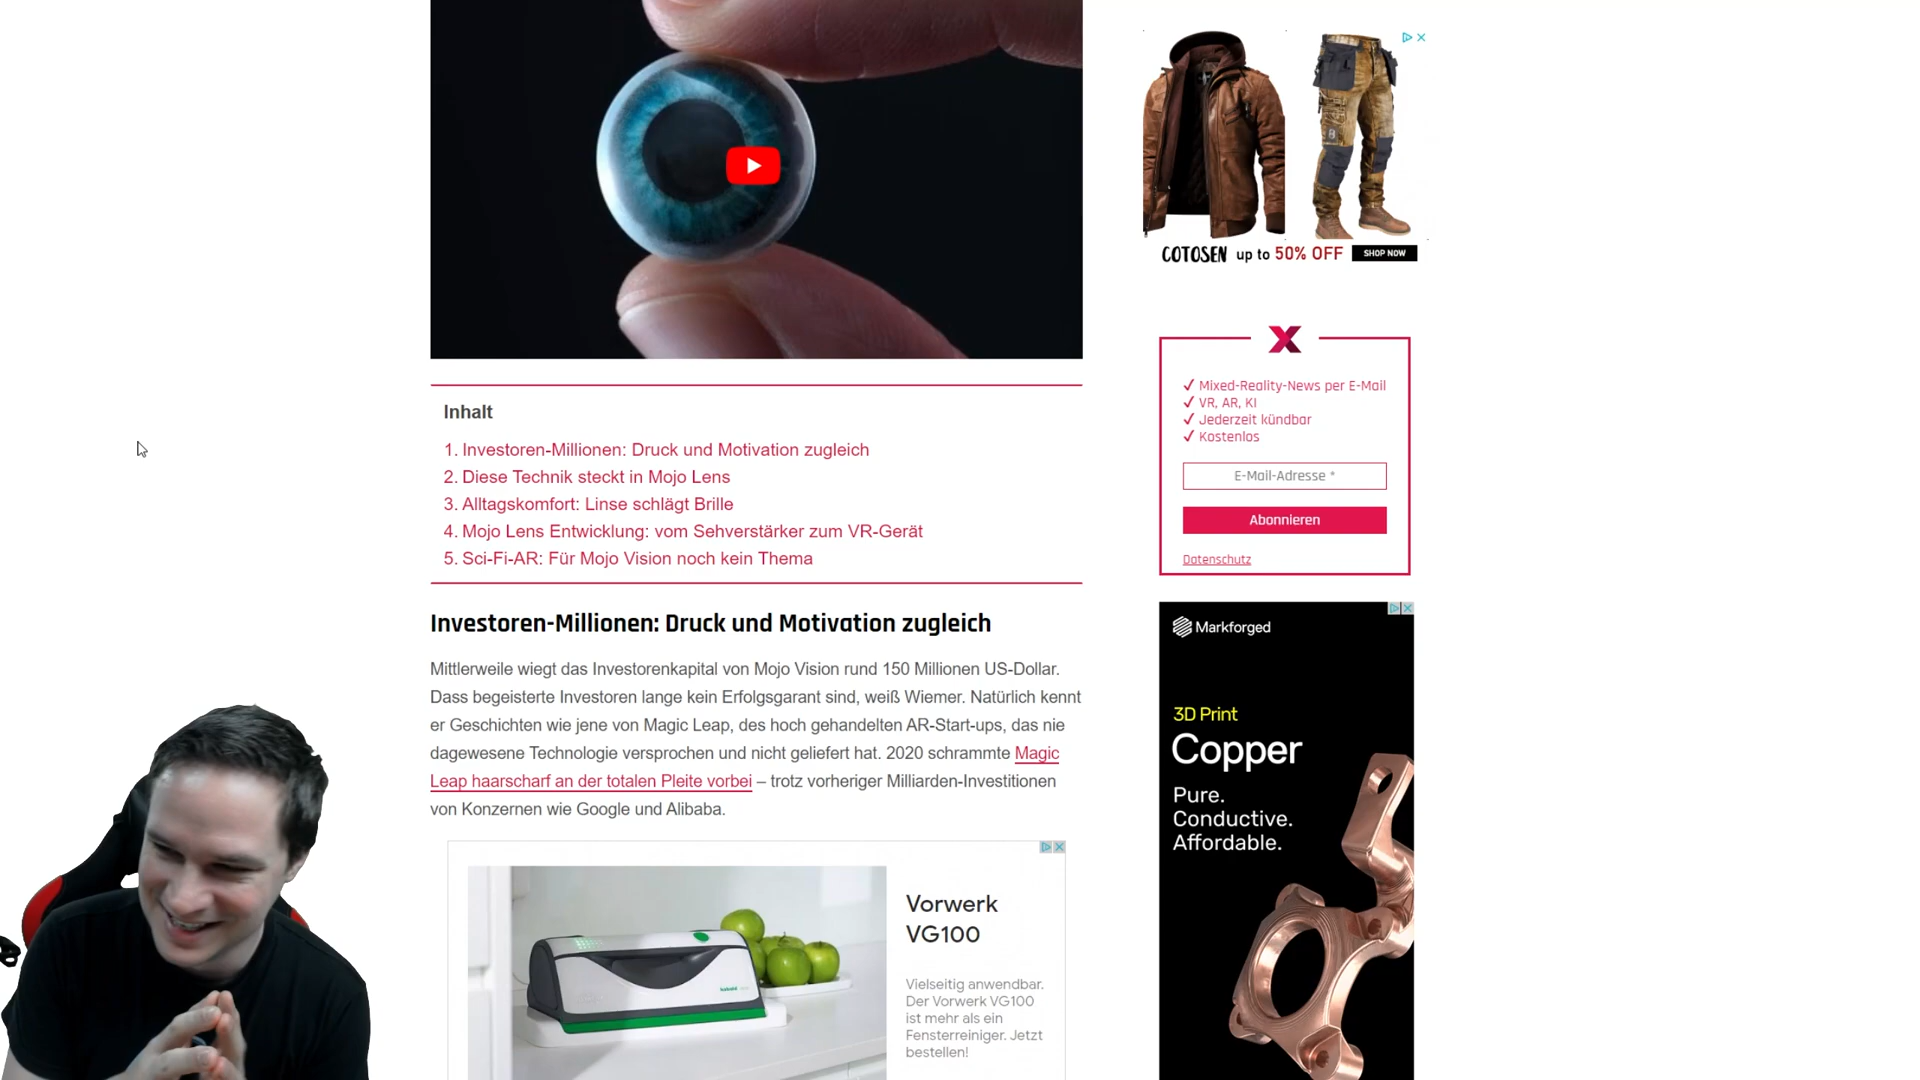 COTOSEN up to 50% OFF SHOP NOW
Inhalt
1. Investoren-Millionen: Druck und Motivation zugleich
2. Diese Technik steckt in Mojo Lens
3. Alltagskomfort: Linse schlägt Brille
4. Mojo Lens Entwicklung: vom Sehverstärker zum VR-Gerät
5. Sci-Fi-AR: Für Mojo Vision noch kein Thema
Investoren-Millionen: Druck und Motivation zugleich
Mittlerweile wiegt das Investorenkapital von Mojo Vision rund 150 Millionen US-Dollar.
Dass begeisterte Investoren lange kein Erfolgsgarant sind, weiß Wiemer. Natürlich kennt
er Geschichten wie jene von Magic Leap, des hoch gehandelten AR-Start-ups, das nie
dagewesene Technologie versprochen und nicht geliefert hat. 2020 schrammte Magic
Leap haarscharf an der totalen Pleite vorbei – trotz vorheriger Milliarden-Investitionen
von Konzernen wie Google und Alibaba.
Vorwerk
VG100
Vielseitig anwendbar.
Der Vorwerk VG100
ist mehr als ein
Fensterreiniger. Jetzt
bestellen!
X
✓ Mixed-Reality-News per E-Mail
✓ VR, AR, KI
✓ Jederzeit kündbar
✓ Kostenlos
E-Mail-Adresse *
Abonnieren
Datenschutz
Markforged
3D Print
Copper
Pure.
Conductive.
Affordable.